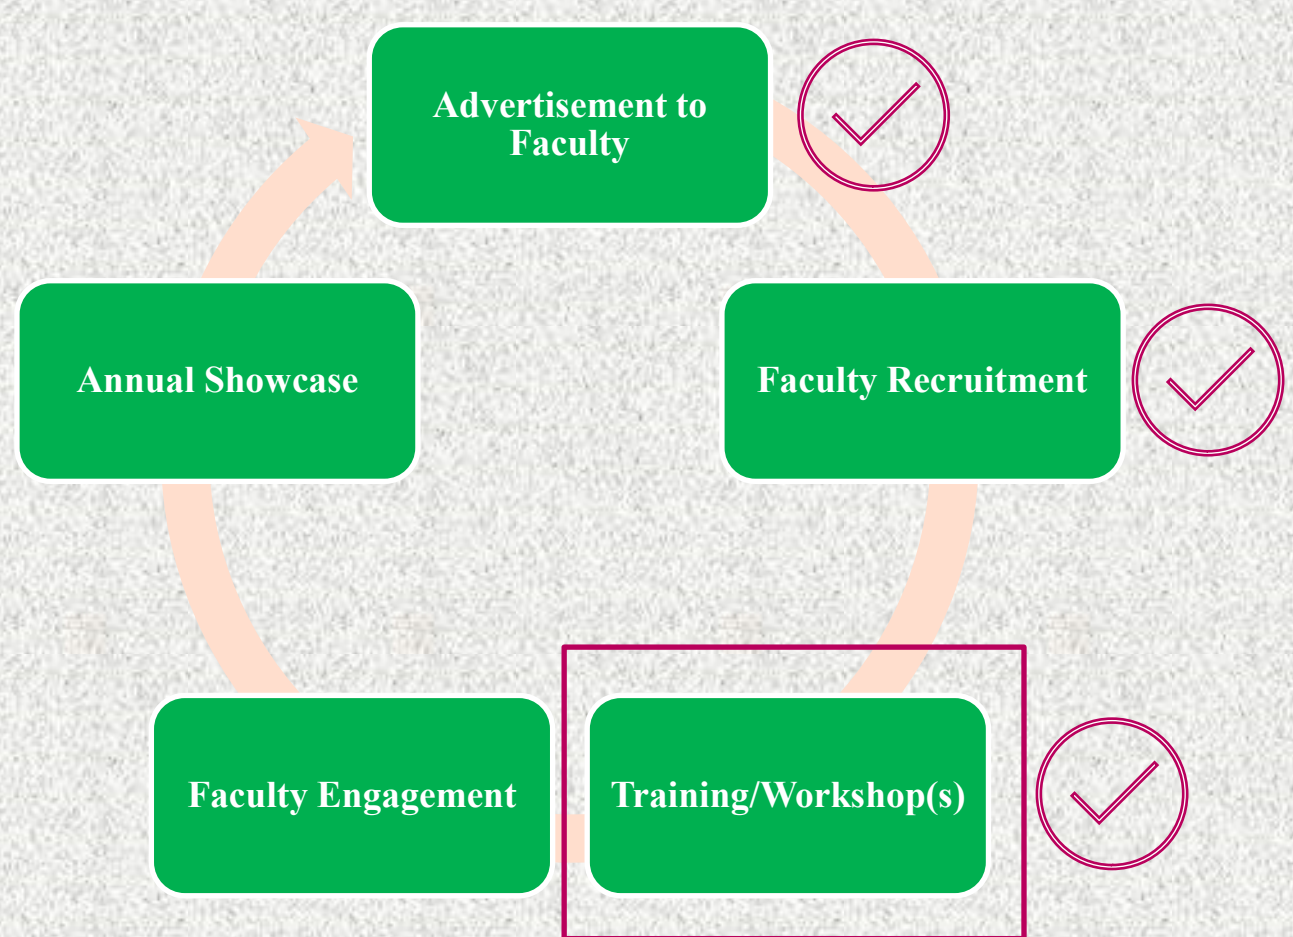 Advertisement to
Faculty
Faculty Recruitment
Training/Workshop(s)
Faculty Engagement
Annual Showcase